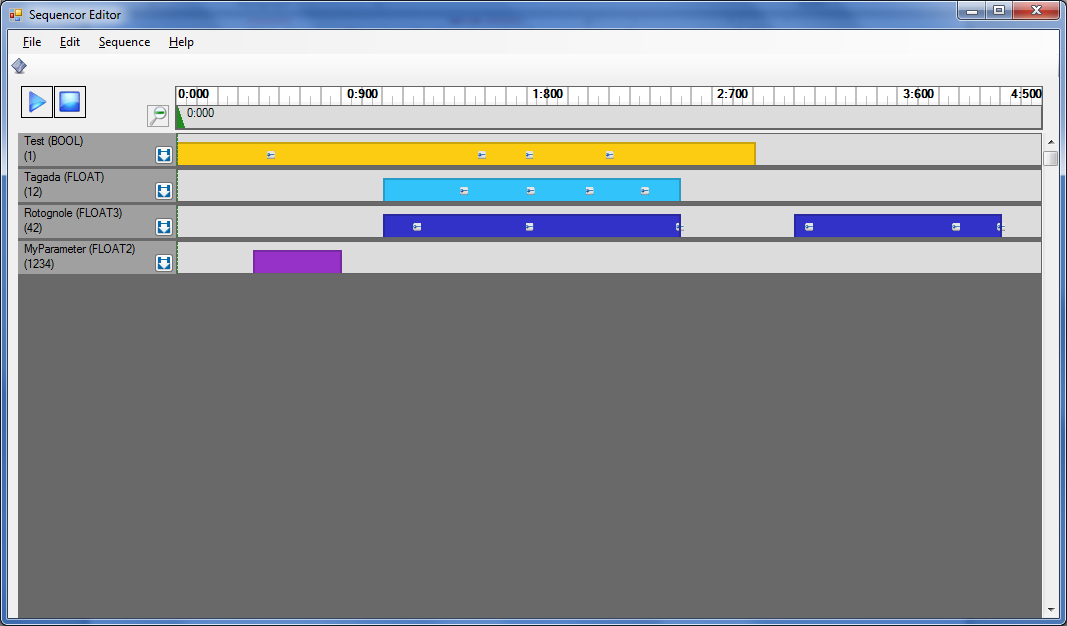 Sequencor Editor
File Edit Sequence Help
0:000 0:900 1:800 2:700 3:600 4:500
0:000
Test (BOOL)
(1)
Tagada (FLOAT)
(12)
Rotognole (FLOAT3)
(42)
MyParameter (FLOAT2)
(1234)